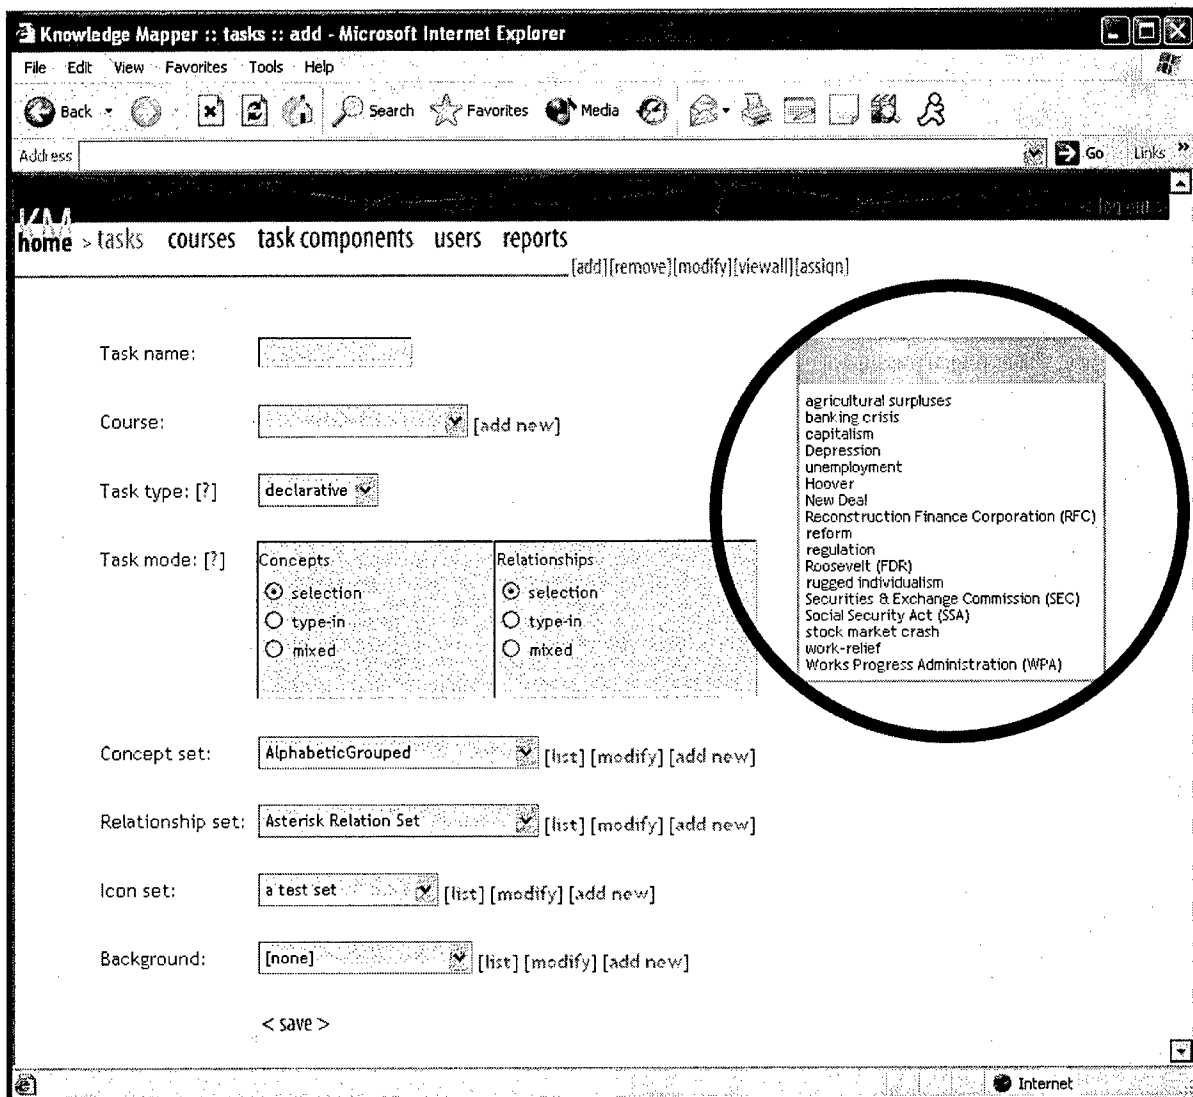 Knowledge Mapper :: tasks :: add - Microsoft Internet Explorer
File Edit View Favorites Tools Help
Back Search Favorites Media
Address Go Links »
KM
< log out >
home > tasks courses task components users reports
[add][remove][modify][viewall][assign]
Task name:
Course: [add new]
Task type: [?] declarative
Task mode: [?]
Concepts
selection
type-in
mixed
Relationships
selection
type-in
mixed
Concept set: AlphabeticGrouped [list] [modify] [add new]
Relationship set: Asterisk Relation Set [list] [modify] [add new]
Icon set: a test set [list] [modify] [add new]
Background: [none] [list] [modify] [add new]
< save >
agricultural surpluses
banking crisis
capitalism
Depression
unemployment
Hoover
New Deal
Reconstruction Finance Corporation (RFC)
reform
regulation
Roosevelt (FDR)
rugged individualism
Securities & Exchange Commission (SEC)
Social Security Act (SSA)
stock market crash
work-relief
Works Progress Administration (WPA)
Internet